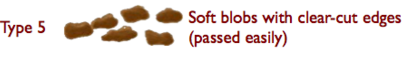 Type 5
Soft blobs with clear-cut edges
(passed easily)